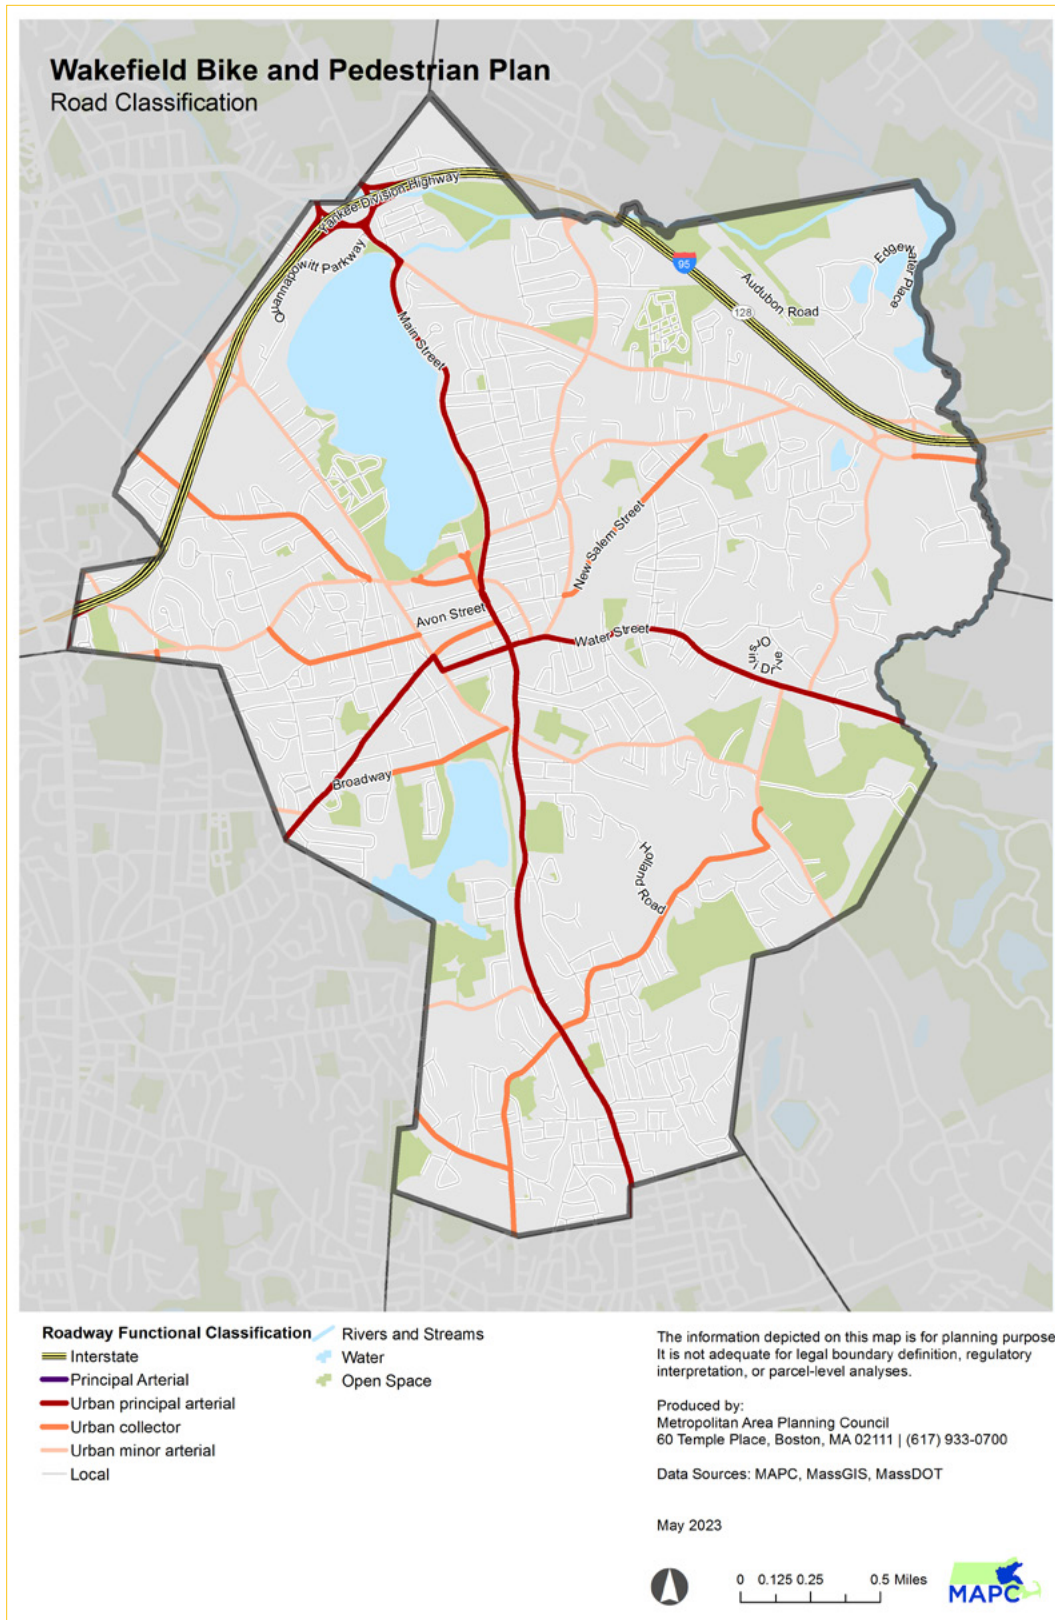 Wakefield Bike and Pedestrian Plan
Road Classification
Yankee Division Highway
Quannapowitt Parkway
Main Street
95
128
Audubon Road
Edgewater Place
New Salem Street
Avon Street
Water Street
Orsini Drive
Broadway
Holland Road
Roadway Functional Classification
Interstate
Principal Arterial
Urban principal arterial
Urban collector
Urban minor arterial
Local
Rivers and Streams
Water
Open Space
The information depicted on this map is for planning purpose
It is not adequate for legal boundary definition, regulatory
interpretation, or parcel-level analyses.
Produced by:
Metropolitan Area Planning Council
60 Temple Place, Boston, MA 02111 | (617) 933-0700
Data Sources: MAPC, MassGIS, MassDOT
May 2023
0 0.125 0.25 0.5 Miles
MAPC